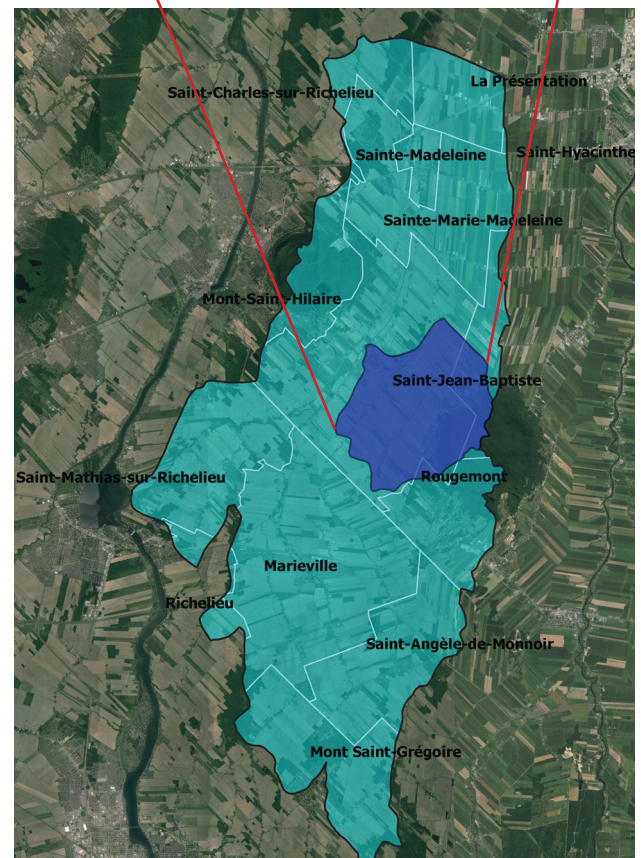 La Présentation
Saint-Charles-sur-Richelieu
Saint-Hyacinthe
Sainte-Madeleine
Sainte-Marie-Madeleine
Mont-Saint-Hilaire
Saint-Jean-Baptiste
Saint-Mathias-sur-Richelieu
Rougemont
Marieville
Richelieu
Saint-Angèle-de-Monnoir
Mont Saint-Grégoire